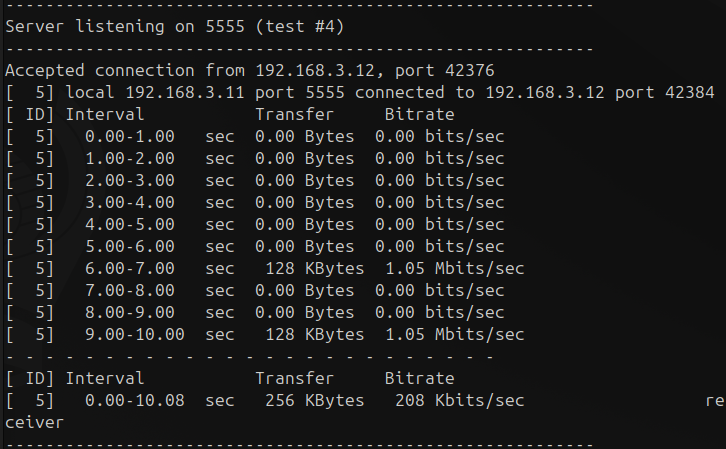 -----------------------------------------------------------
Server listening on 5555 (test #4)
-----------------------------------------------------------
Accepted connection from 192.168.3.12, port 42376
[  5] local 192.168.3.11 port 5555 connected to 192.168.3.12 port 42384
[ ID] Interval           Transfer     Bitrate
[  5]   0.00-1.00   sec  0.00 Bytes  0.00 bits/sec
[  5]   1.00-2.00   sec  0.00 Bytes  0.00 bits/sec
[  5]   2.00-3.00   sec  0.00 Bytes  0.00 bits/sec
[  5]   3.00-4.00   sec  0.00 Bytes  0.00 bits/sec
[  5]   4.00-5.00   sec  0.00 Bytes  0.00 bits/sec
[  5]   5.00-6.00   sec  0.00 Bytes  0.00 bits/sec
[  5]   6.00-7.00   sec   128 KBytes  1.05 Mbits/sec
[  5]   7.00-8.00   sec  0.00 Bytes  0.00 bits/sec
[  5]   8.00-9.00   sec  0.00 Bytes  0.00 bits/sec
[  5]   9.00-10.00  sec   128 KBytes  1.05 Mbits/sec
- - - - - - - - - - - - - - - - - - - - - - - - -
[ ID] Interval           Transfer     Bitrate
[  5]   0.00-10.08  sec   256 KBytes   208 Kbits/sec                  re
ceiver
-----------------------------------------------------------